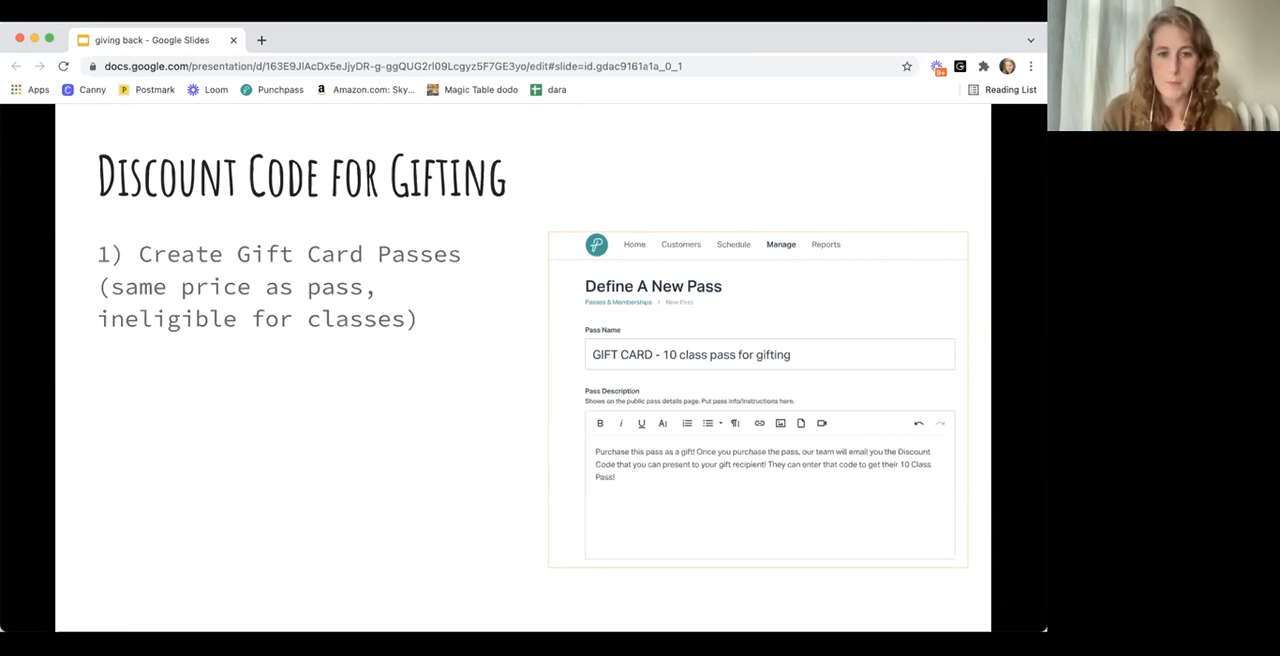 giving back - Google Slides
docs.google.com/presentation/d/163E9JlAcDx5eJjyDR-g-ggQUG2rl09Lcgyz5F7GE3yo/edit#slide=id.gdac9161a1a_0_1
9+
G
Apps
Canny
Postmark
Loom
Punchpass
Amazon.com: Sky...
Magic Table dodo
dara
Reading List
Discount Code for Gifting
1) Create Gift Card Passes
(same price as pass,
ineligible for classes)
Home Customers Schedule Manage Reports
Define A New Pass
Passes & Memberships / New Pass
Pass Name
GIFT CARD - 10 class pass for gifting
Pass Description
Shows on the public pass details page. Put pass info/instructions here.
Purchase this pass as a gift! Once you purchase the pass, our team will email you the Discount
Code that you can present to your gift recipient! They can enter that code to get their 10 Class
Pass!